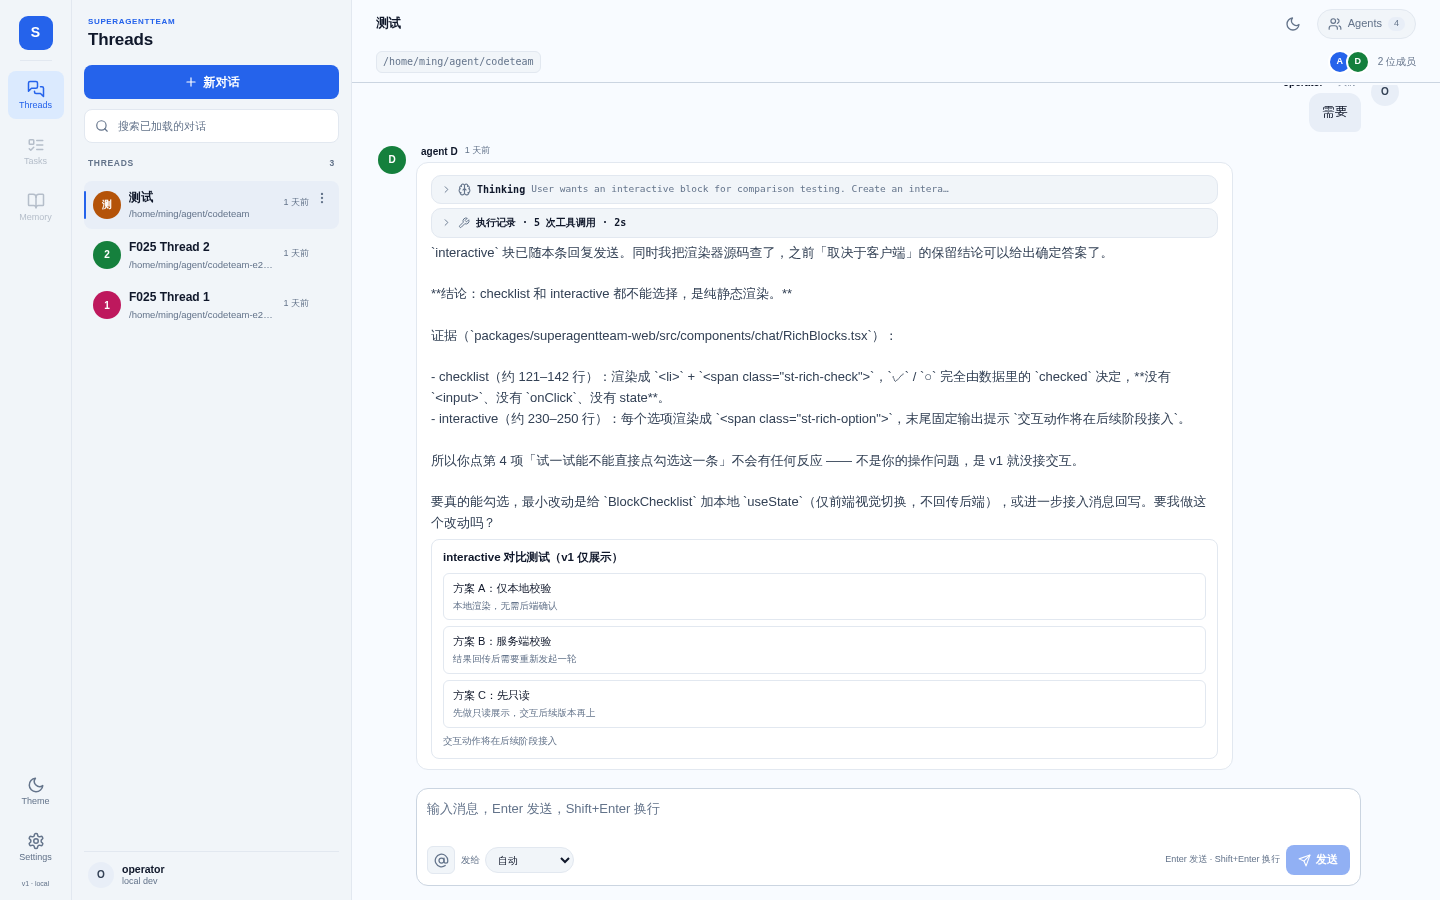 S
Threads
Tasks
Memory
Theme
Settings
v1 · local
SUPERAGENTTEAM
Threads
新对话
搜索已加载的对话
THREADS 3
测 测试 1 天前
/home/ming/agent/codeteam
2 F025 Thread 2 1 天前
/home/ming/agent/codeteam-e2…
1 F025 Thread 1 1 天前
/home/ming/agent/codeteam-e2…
O operator
local dev
测试
Agents 4
/home/ming/agent/codeteam
A D 2 位成员
operator
O
需要
D agent D 1 天前
Thinking User wants an interactive block for comparison testing. Create an intera…
执行记录 · 5 次工具调用 · 2s
`interactive` 块已随本条回复发送。同时我把渲染器源码查了，之前「取决于客户端」的保留结论可以给出确定答案了。
**结论：checklist 和 interactive 都不能选择，是纯静态渲染。**
证据（`packages/superagentteam-web/src/components/chat/RichBlocks.tsx`）：
- checklist（约 121–142 行）：渲染成 `<li>` + `<span class="st-rich-check">`，`✓` / `○` 完全由数据里的 `checked` 决定，**没有
`<input>`、没有 `onClick`、没有 state**。
- interactive（约 230–250 行）：每个选项渲染成 `<span class="st-rich-option">`，末尾固定输出提示 `交互动作将在后续阶段接入`。
所以你点第 4 项「试一试能不能直接点勾选这一条」不会有任何反应 —— 不是你的操作问题，是 v1 就没接交互。
要真的能勾选，最小改动是给 `BlockChecklist` 加本地 `useState`（仅前端视觉切换，不回传后端），或进一步接入消息回写。要我做这
个改动吗？
interactive 对比测试（v1 仅展示）
方案 A：仅本地校验
本地渲染，无需后端确认
方案 B：服务端校验
结果回传后需要重新发起一轮
方案 C：先只读
先做只读展示，交互后续版本再上
交互动作将在后续阶段接入
输入消息，Enter 发送，Shift+Enter 换行
发给 自动
Enter 发送 · Shift+Enter 换行
发送